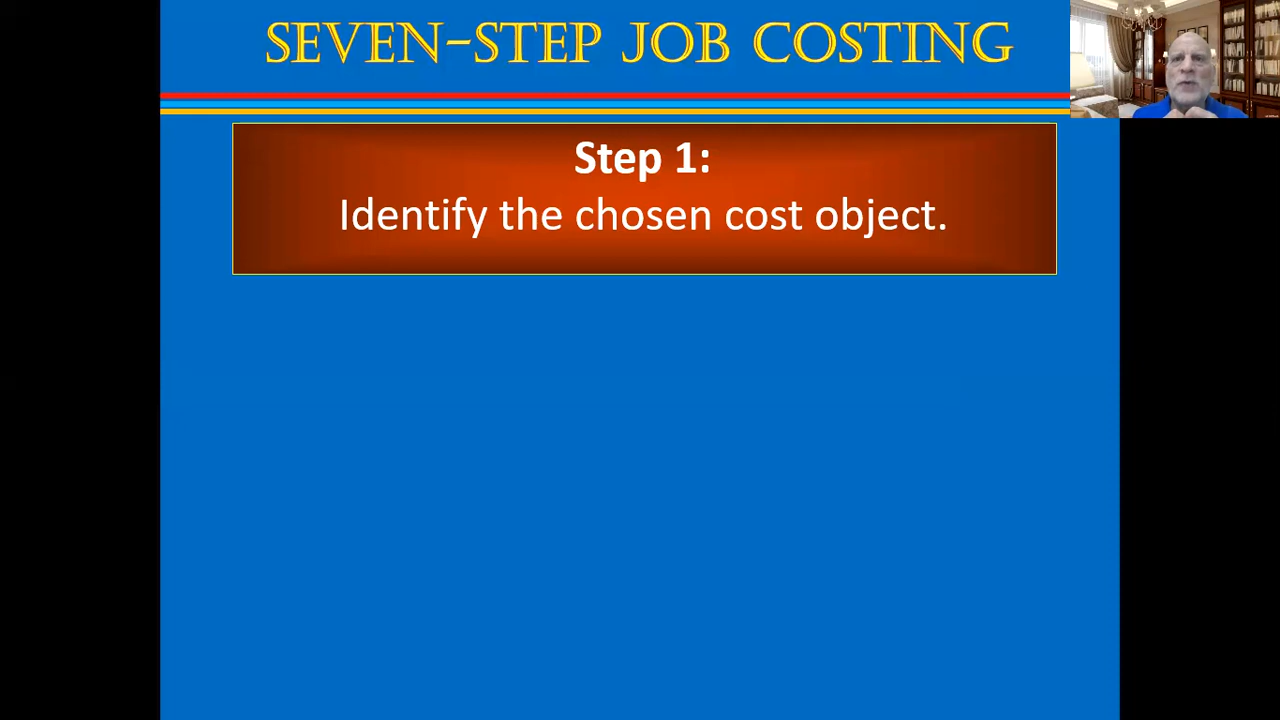 SEVEN-STEP JOB COSTING
Step 1:
Identify the chosen cost object.